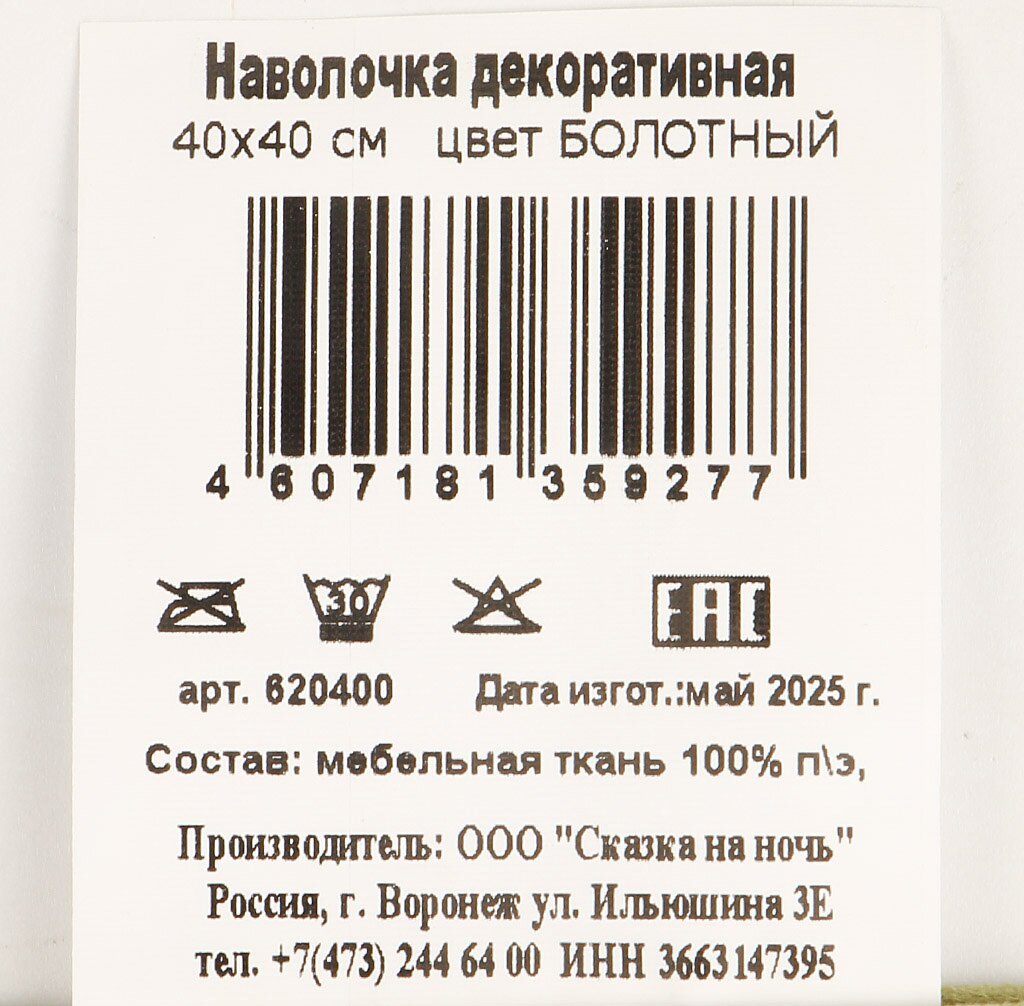 Наволочка декоративная
40х40 см цвет БОЛОТНЫЙ
4 607181 359277
30 EAC
арт. 620400 Дата изгот.:май 2025 г.
Состав: мебельная ткань 100% п\э,
Производитель: ООО "Сказка на ночь"
Россия, г. Воронеж ул. Ильюшина 3Е
тел. +7(473) 244 64 00 ИНН 3663147395